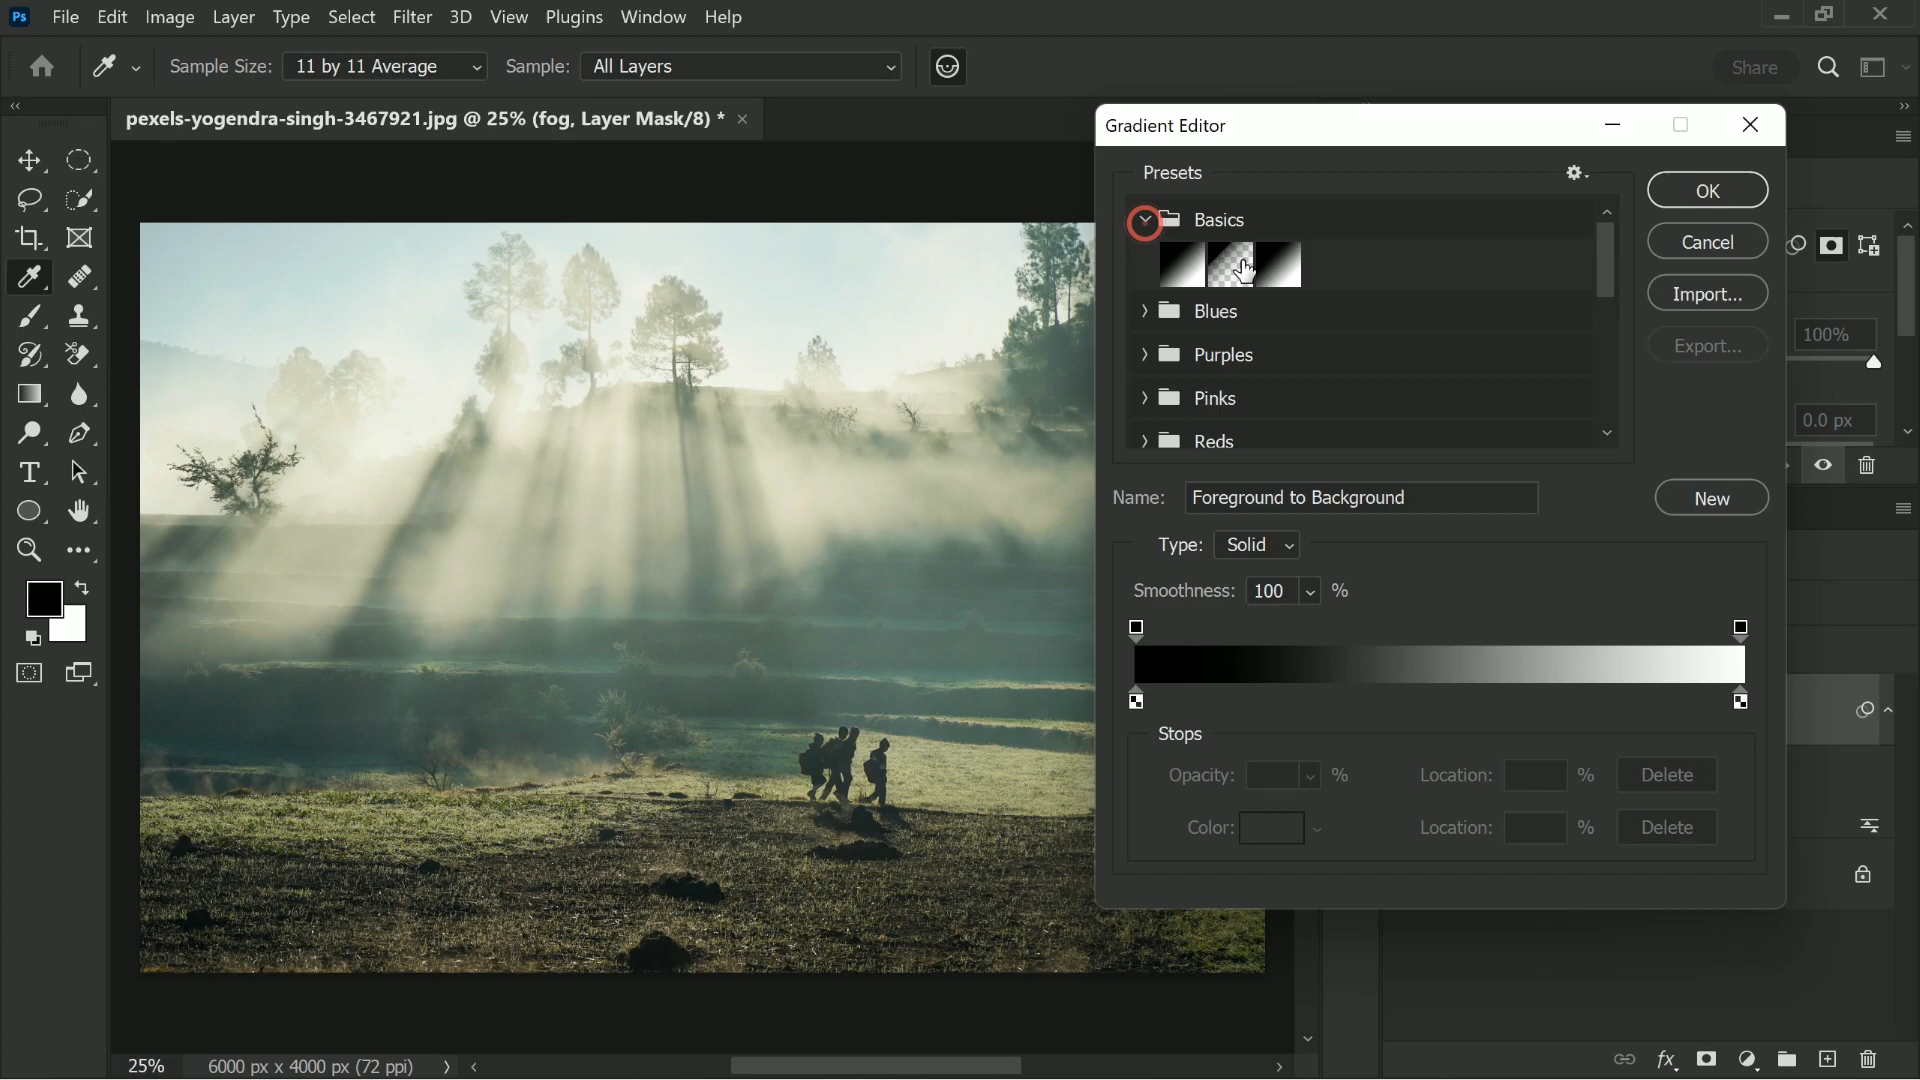 Ps File Edit Image Layer Type Select Filter 3D View Plugins Window Help
Sample Size: 11 by 11 Average Sample: All Layers Share
pexels-yogendra-singh-3467921.jpg @ 25% (fog, Layer Mask/8) *
Gradient Editor
Presets
OK
Basics
Cancel
Import...
Blues
100%
Export...
Purples
Pinks
0.0 px
Reds
Name: Foreground to Background
New
Type: Solid
Smoothness: 100 %
Stops
Opacity: % Location: % Delete
Color: Location: % Delete
25% 6000 px x 4000 px (72 ppi)
fx